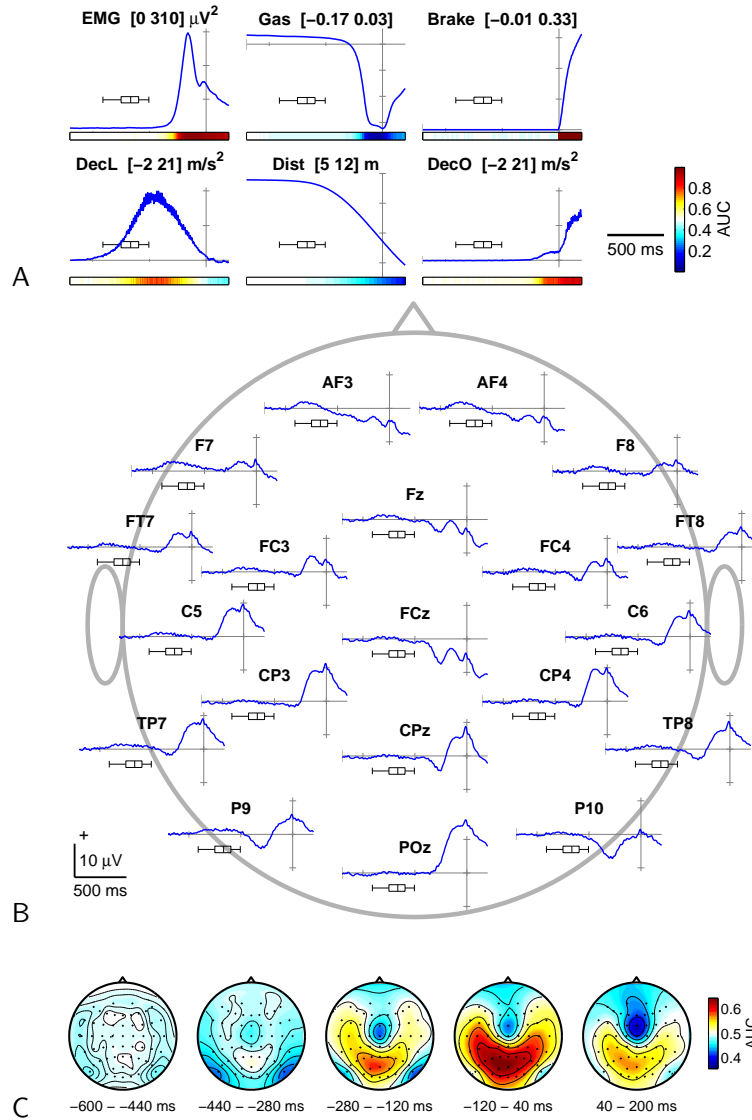 EMG [0 310] μV²
Gas [−0.17 0.03]
Brake [−0.01 0.33]
DecL [−2 21] m/s²
Dist [5 12] m
DecO [−2 21] m/s²
500 ms
0.8
0.6
0.4
0.2
AUC
A
AF3
AF4
F7
F8
Fz
FT7
FT8
FC3
FC4
C5
FCz
C6
CP3
CP4
TP7
CPz
TP8
P9
P10
POz
+
10 μV
500 ms
B
0.6
0.5
0.4
AUC
−600 − −440 ms
−440 − −280 ms
−280 − −120 ms
−120 − 40 ms
40 − 200 ms
C